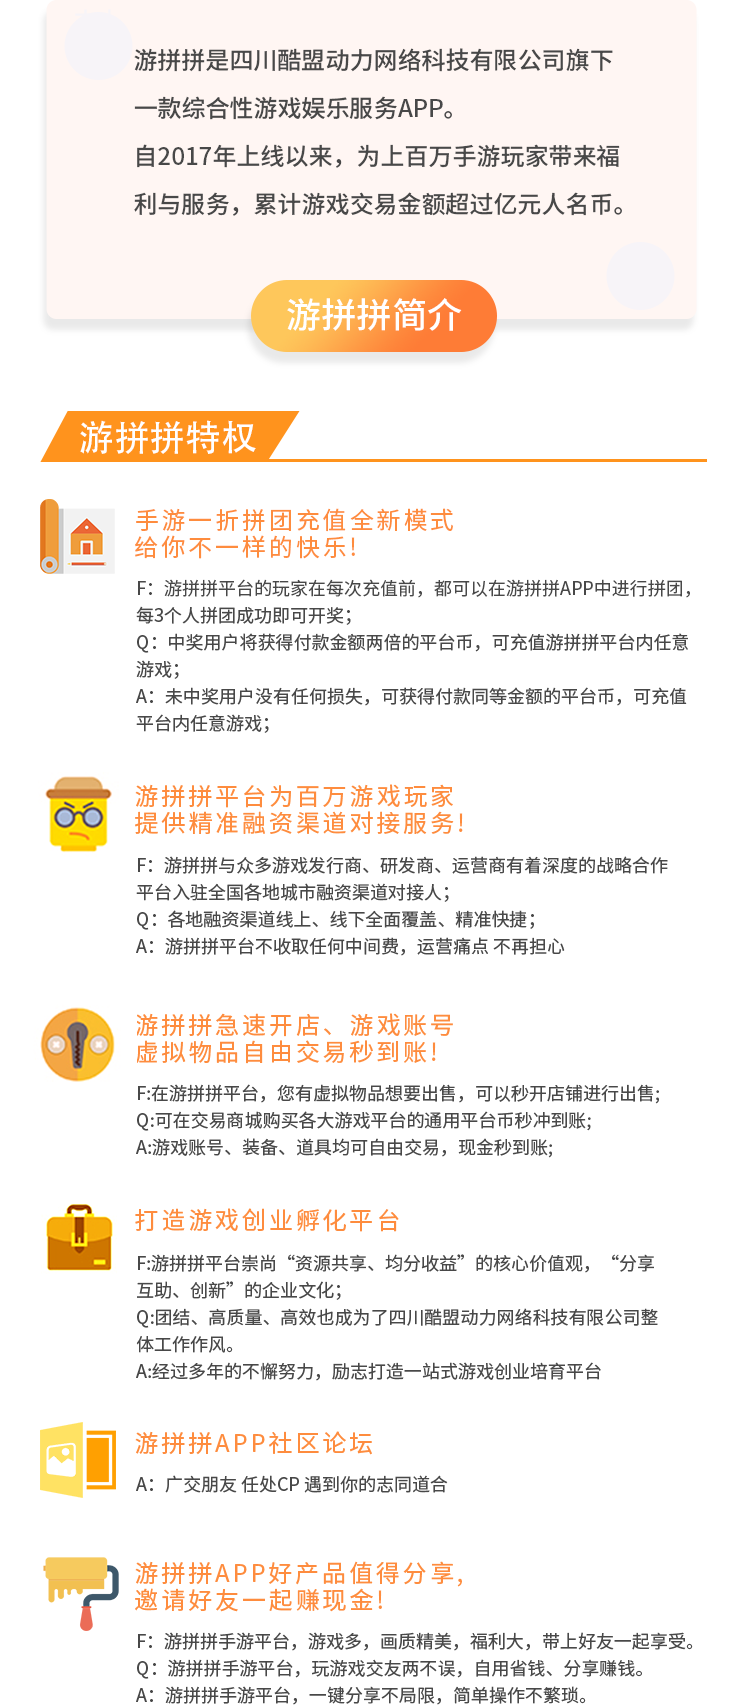 游拼拼是四川酷盟动力网络科技有限公司旗下
一款综合性游戏娱乐服务APP。
自2017年上线以来，为上百万手游玩家带来福
利与服务，累计游戏交易金额超过亿元人名币。
游拼拼简介
游拼拼特权
手游一折拼团充值全新模式
给你不一样的快乐!
F：游拼拼平台的玩家在每次充值前，都可以在游拼拼APP中进行拼团，
每3个人拼团成功即可开奖；
Q：中奖用户将获得付款金额两倍的平台币，可充值游拼拼平台内任意
游戏；
A：未中奖用户没有任何损失，可获得付款同等金额的平台币，可充值
平台内任意游戏；
游拼拼平台为百万游戏玩家
提供精准融资渠道对接服务!
F：游拼拼与众多游戏发行商、研发商、运营商有着深度的战略合作
平台入驻全国各地城市融资渠道对接人；
Q：各地融资渠道线上、线下全面覆盖、精准快捷；
A：游拼拼平台不收取任何中间费，运营痛点 不再担心
游拼拼急速开店、游戏账号
虚拟物品自由交易秒到账!
F:在游拼拼平台，您有虚拟物品想要出售，可以秒开店铺进行出售;
Q:可在交易商城购买各大游戏平台的通用平台币秒冲到账;
A:游戏账号、装备、道具均可自由交易，现金秒到账;
打造游戏创业孵化平台
F:游拼拼平台崇尚“资源共享、均分收益”的核心价值观，“分享
互助、创新”的企业文化；
Q:团结、高质量、高效也成为了四川酷盟动力网络科技有限公司整
体工作作风。
A:经过多年的不懈努力，励志打造一站式游戏创业培育平台
游拼拼APP社区论坛
A：广交朋友 任处CP 遇到你的志同道合
游拼拼APP好产品值得分享,
邀请好友一起赚现金!
F：游拼拼手游平台，游戏多，画质精美，福利大，带上好友一起享受。
Q：游拼拼手游平台，玩游戏交友两不误，自用省钱、分享赚钱。
A：游拼拼手游平台，一键分享不局限，简单操作不繁琐。